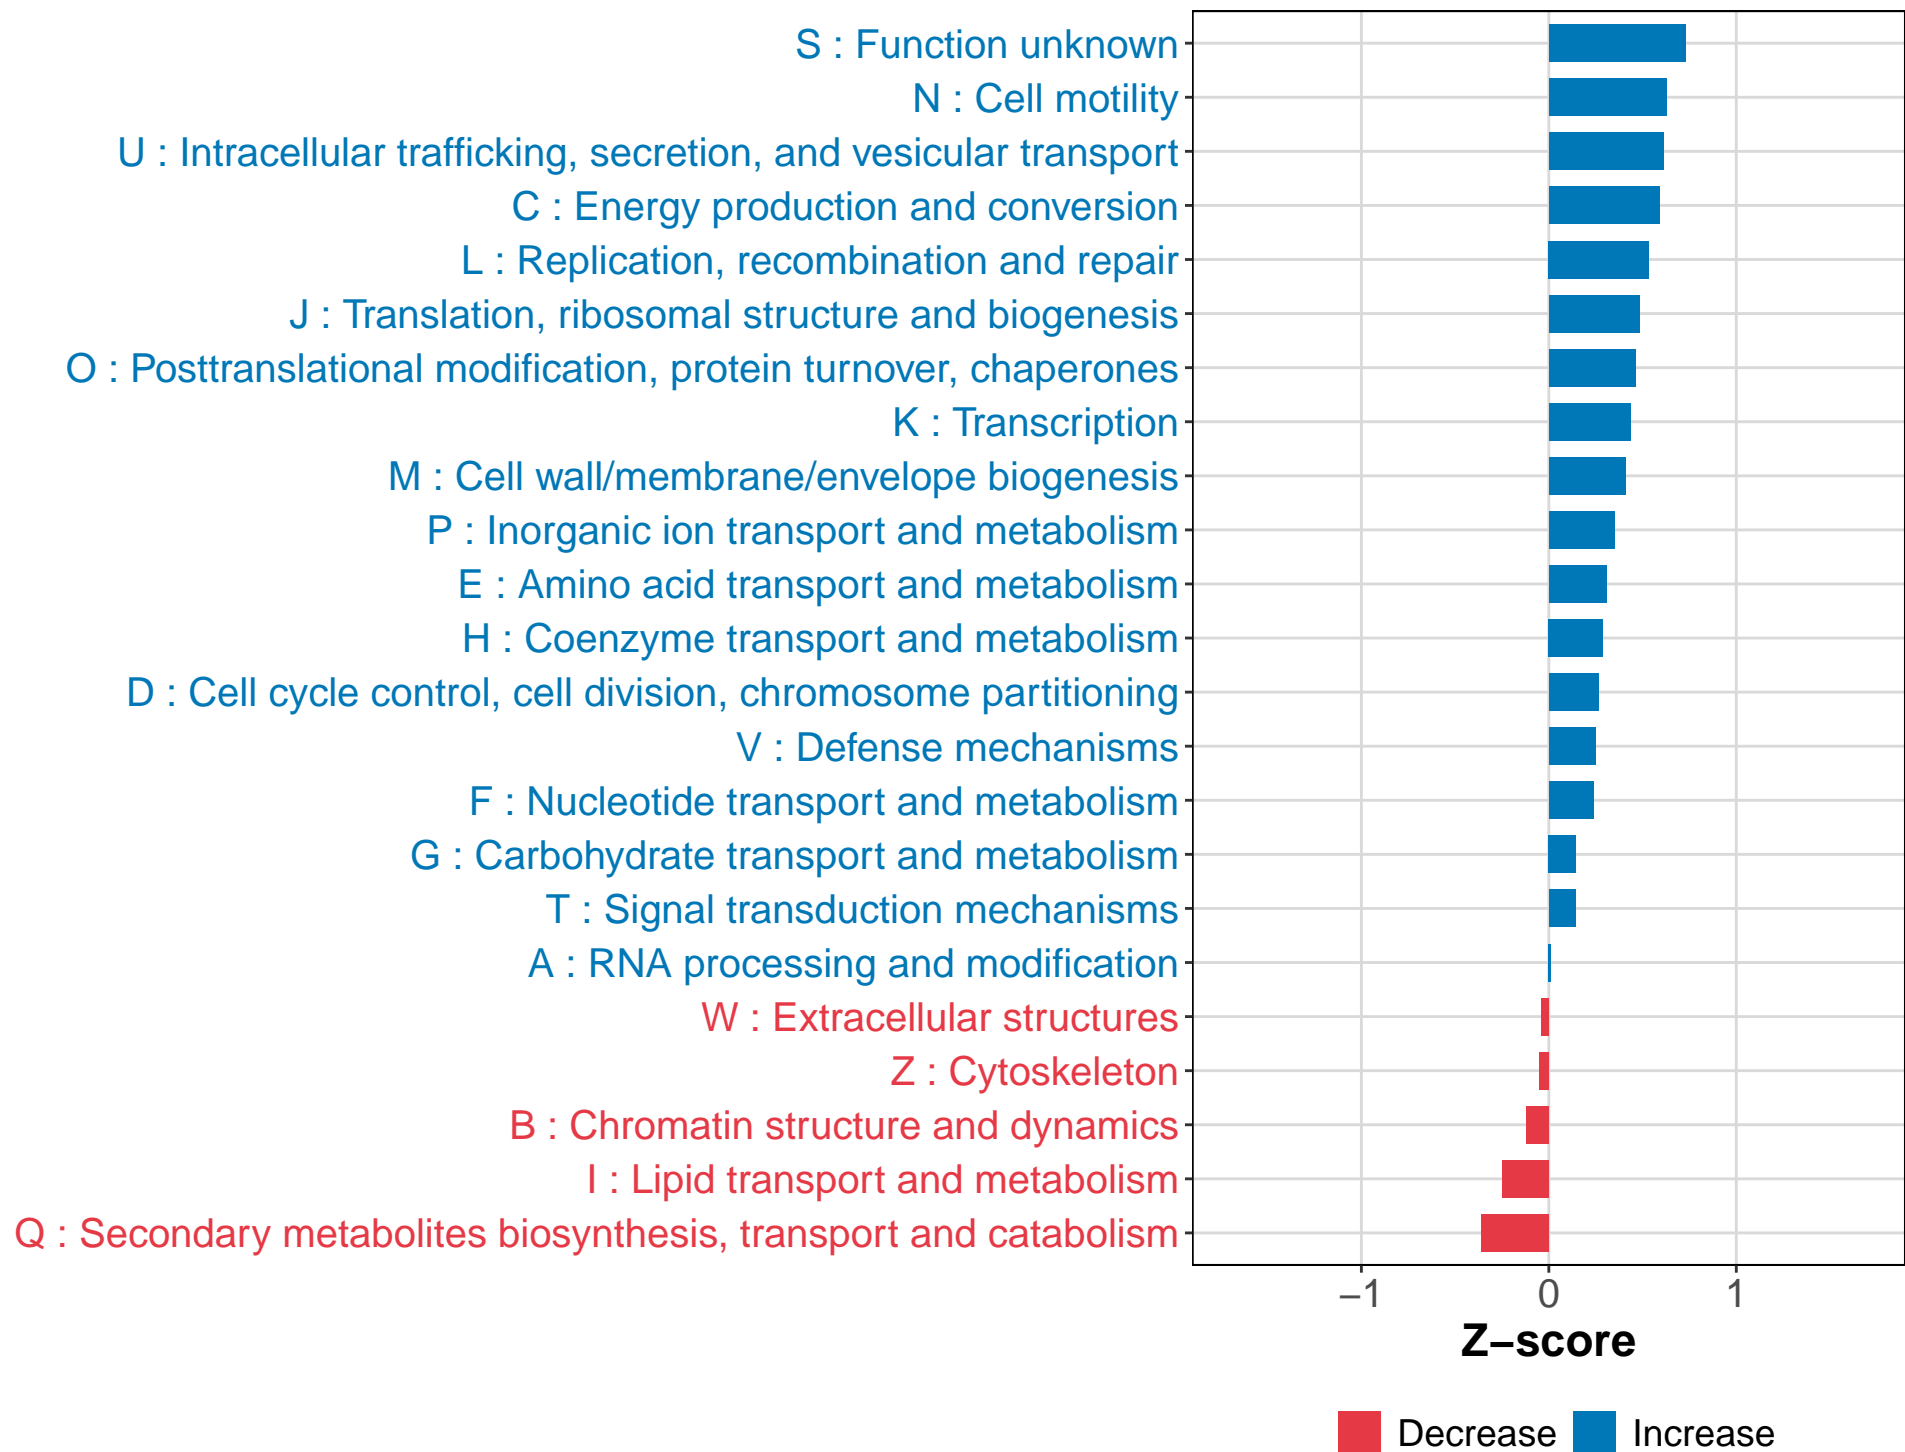 S : Function unknown
N : Cell motility
U : Intracellular trafficking, secretion, and vesicular transport
C : Energy production and conversion
L : Replication, recombination and repair
J : Translation, ribosomal structure and biogenesis
O : Posttranslational modification, protein turnover, chaperones
K : Transcription
M : Cell wall/membrane/envelope biogenesis
P : Inorganic ion transport and metabolism
E : Amino acid transport and metabolism
H : Coenzyme transport and metabolism
D : Cell cycle control, cell division, chromosome partitioning
V : Defense mechanisms
F : Nucleotide transport and metabolism
G : Carbohydrate transport and metabolism
T : Signal transduction mechanisms
A : RNA processing and modification
W : Extracellular structures
Z : Cytoskeleton
B : Chromatin structure and dynamics
I : Lipid transport and metabolism
Q : Secondary metabolites biosynthesis, transport and catabolism
−1 0 1
Z−score
Decrease Increase